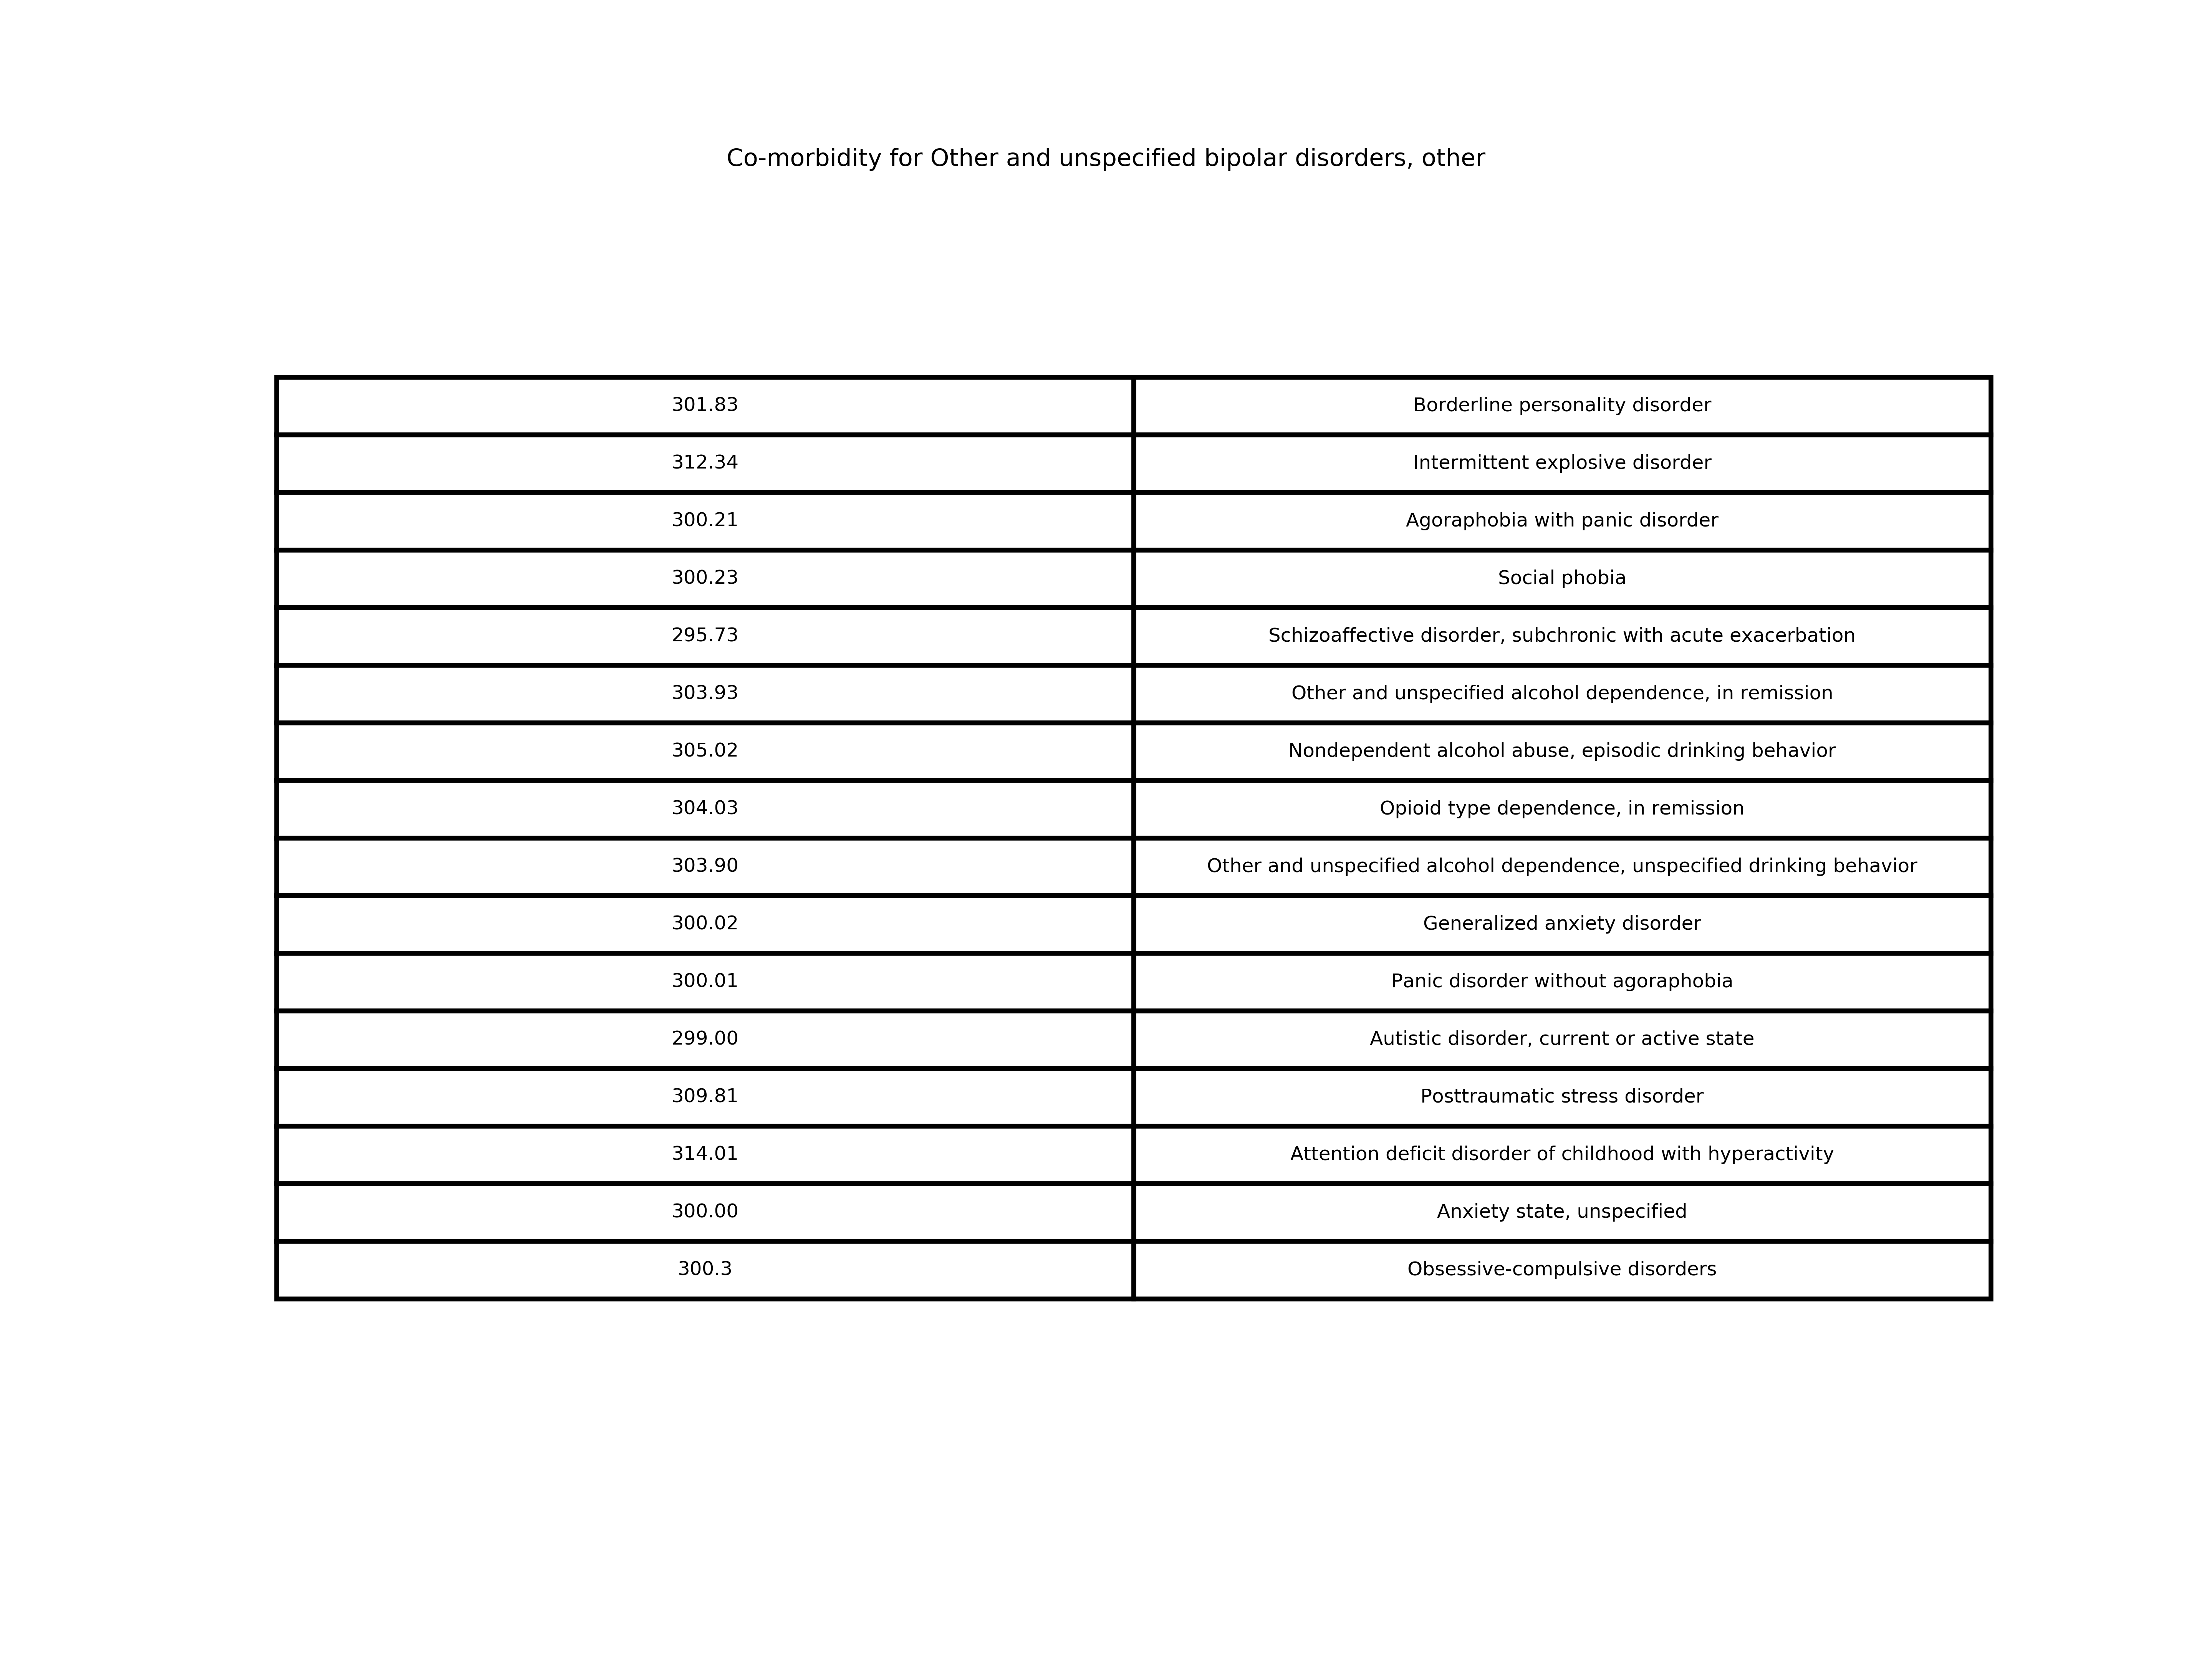 Co-morbidity for Other and unspecified bipolar disorders, other
301.83 Borderline personality disorder
312.34 Intermittent explosive disorder
300.21 Agoraphobia with panic disorder
300.23 Social phobia
295.73 Schizoaffective disorder, subchronic with acute exacerbation
303.93 Other and unspecified alcohol dependence, in remission
305.02 Nondependent alcohol abuse, episodic drinking behavior
304.03 Opioid type dependence, in remission
303.90 Other and unspecified alcohol dependence, unspecified drinking behavior
300.02 Generalized anxiety disorder
300.01 Panic disorder without agoraphobia
299.00 Autistic disorder, current or active state
309.81 Posttraumatic stress disorder
314.01 Attention deficit disorder of childhood with hyperactivity
300.00 Anxiety state, unspecified
300.3 Obsessive-compulsive disorders